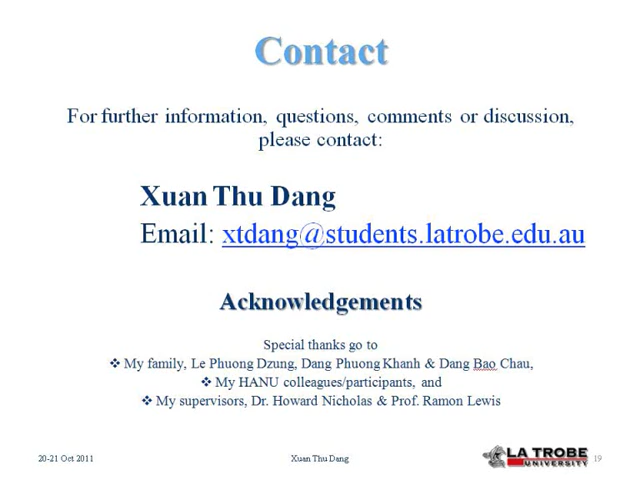 Contact
For further information, questions, comments or discussion,
please contact:
Xuan Thu Dang
Email: xtdang@students.latrobe.edu.au
Acknowledgements
Special thanks go to
❖ My family, Le Phuong Dzung, Dang Phuong Khanh & Dang Bao Chau,
❖ My HANU colleagues/participants, and
❖ My supervisors, Dr. Howard Nicholas & Prof. Ramon Lewis
20-21 Oct 2011
Xuan Thu Dang
LA TROBE
UNIVERSITY
19